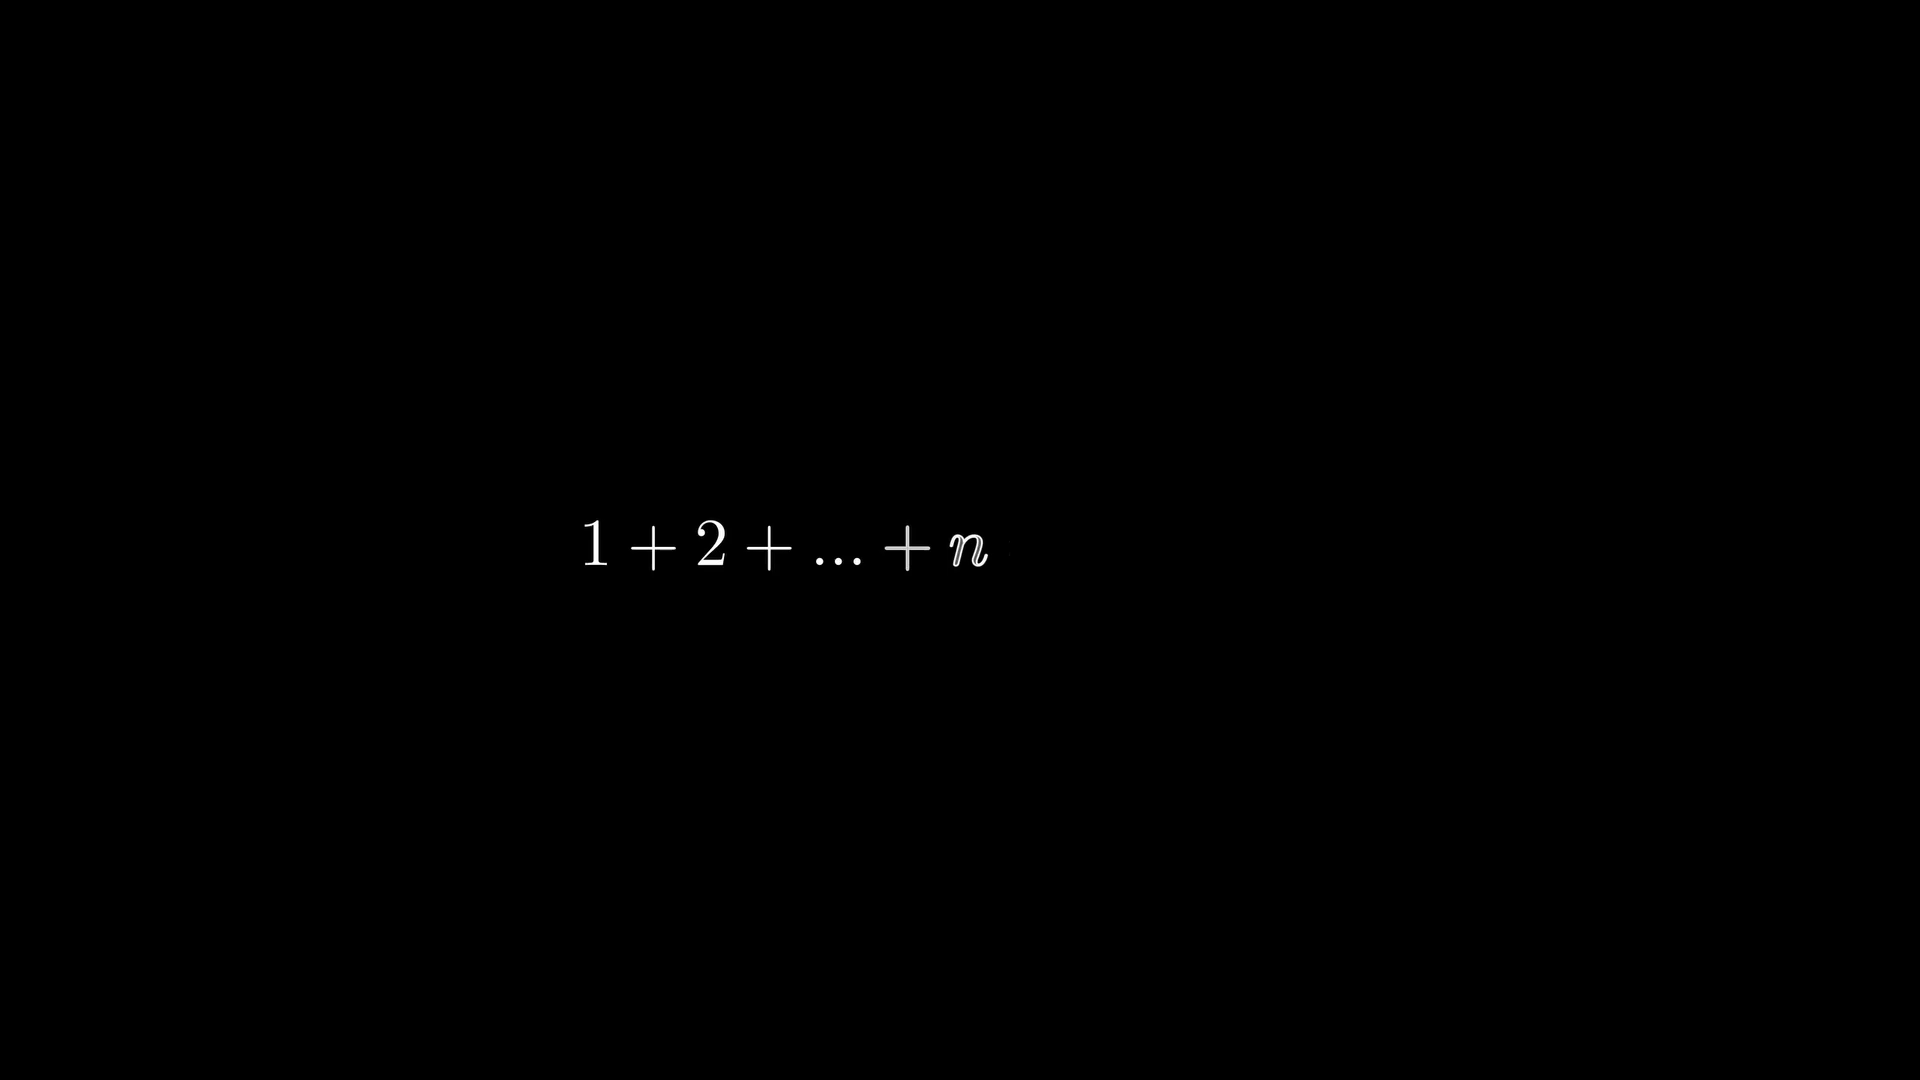 1 + 2 + ... + n